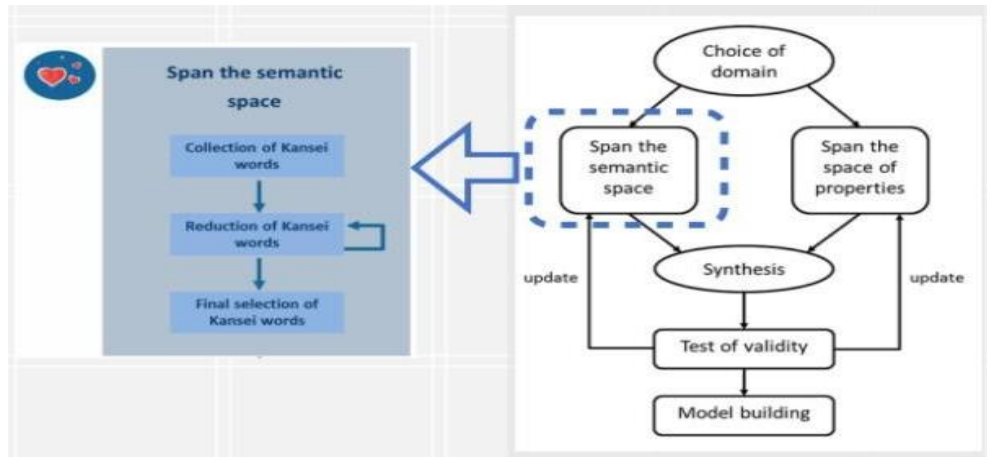 Span the semantic
space
Collection of Kansei
words
Reduction of Kansei
words
Final selection of
Kansei words
Choice of
domain
Span the
semantic
space
Span the
space of
properties
Synthesis
update
update
Test of validity
Model building